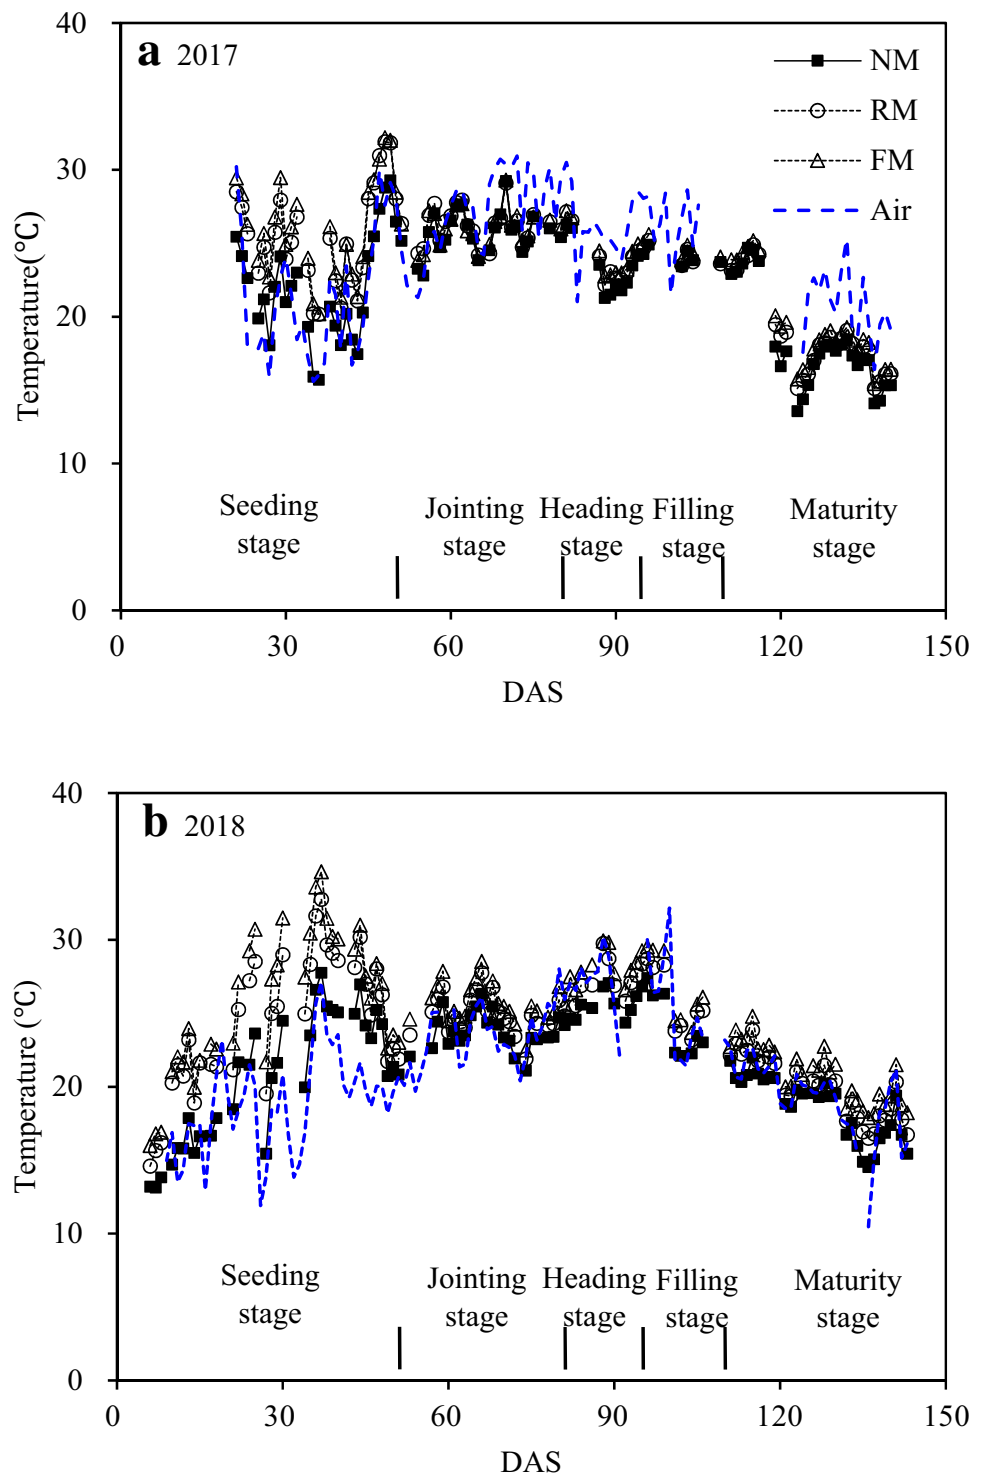 40
a 2017
NM
RM
FM
Air
30
20
10
0
Temperature(°C)
Seeding
stage
Jointing
stage
Heading
stage
Filling
stage
Maturity
stage
0 30 60 90 120 150
DAS
40
b 2018
30
20
10
0
Temperature (°C)
Seeding
stage
Jointing
stage
Heading
stage
Filling
stage
Maturity
stage
0 30 60 90 120 150
DAS